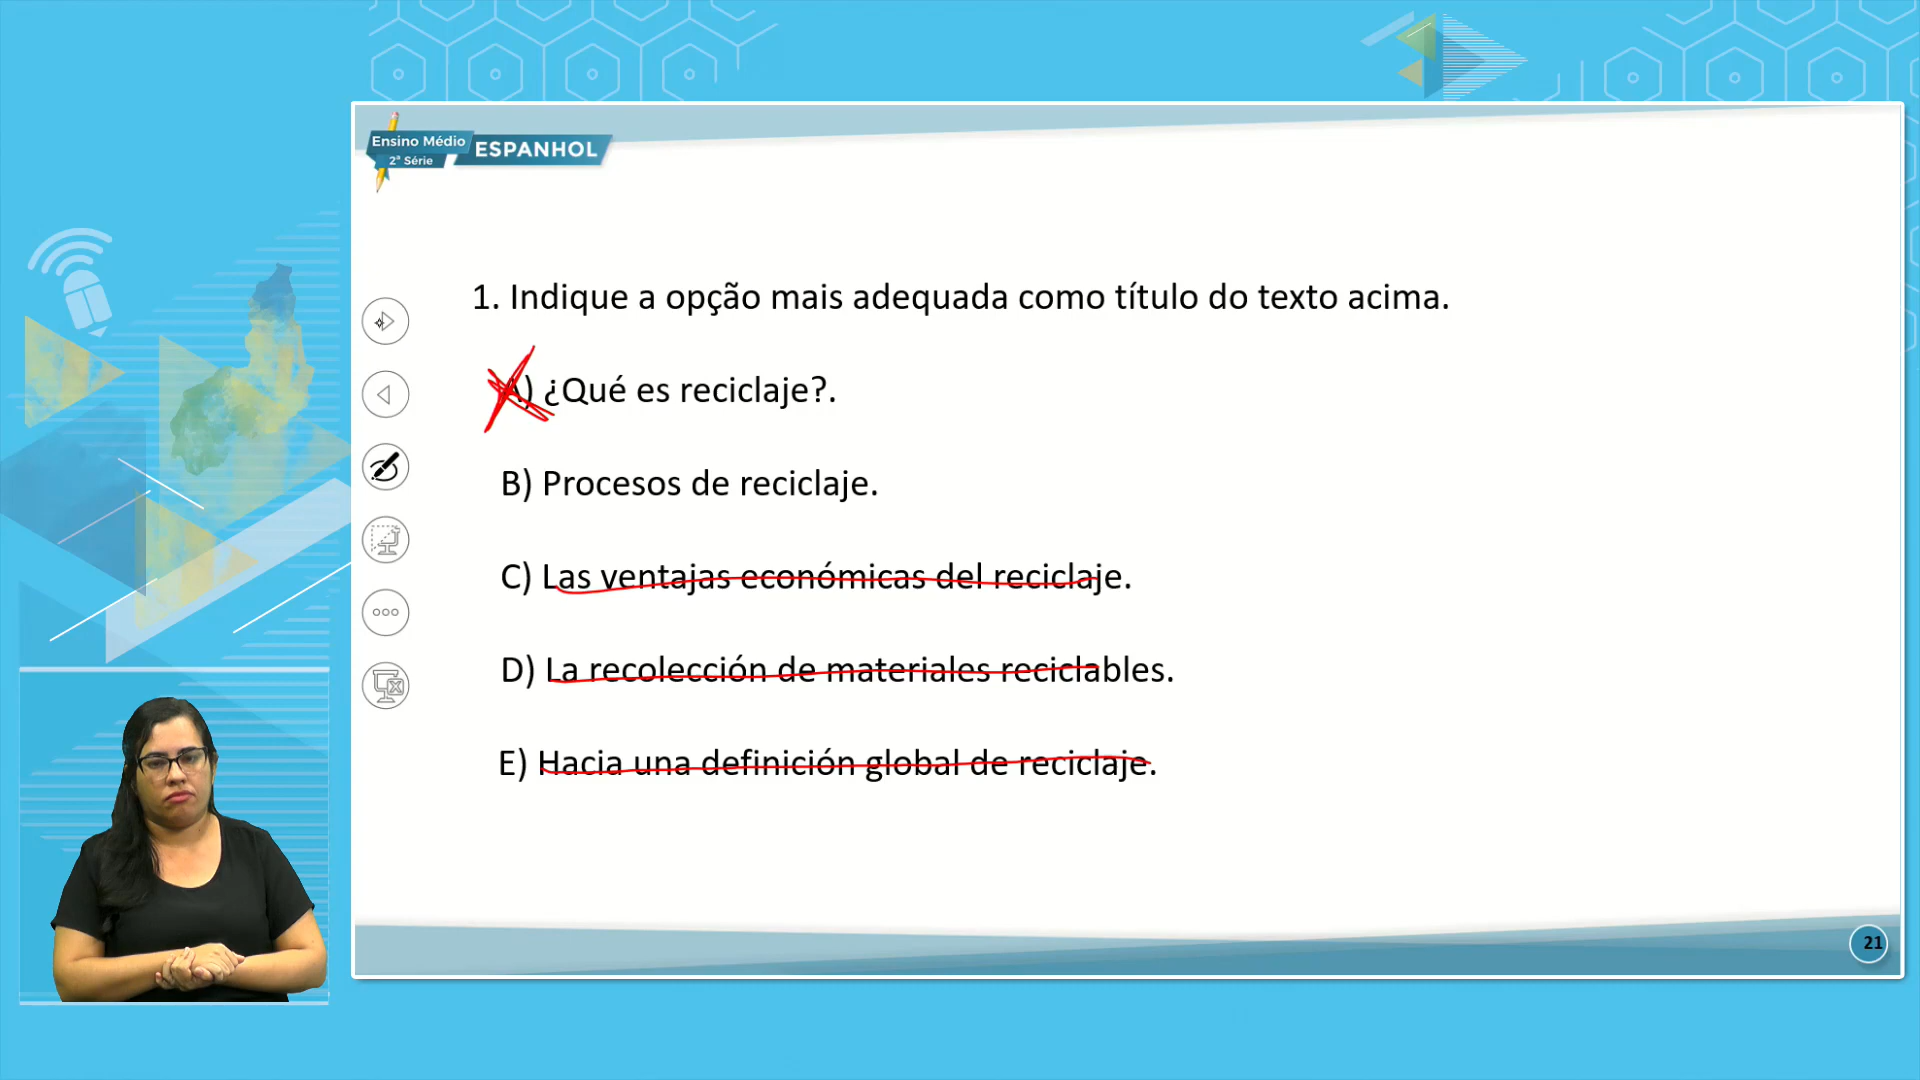 Ensino Médio
2ª Série
ESPANHOL
1. Indique a opção mais adequada como título do texto acima.
A) ¿Qué es reciclaje?.
B) Procesos de reciclaje.
C) Las ventajas económicas del reciclaje.
D) La recolección de materiales reciclables.
E) Hacia una definición global de reciclaje.
21